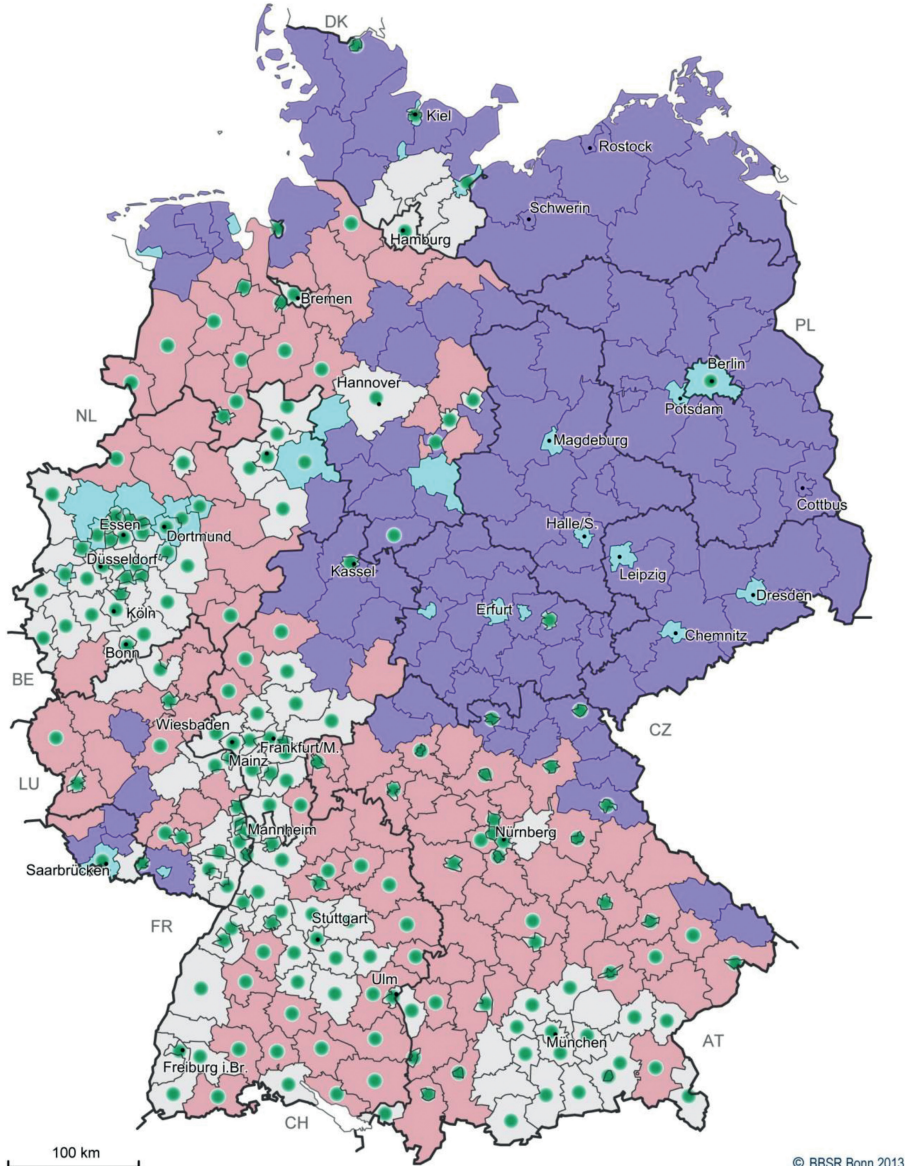 DK
Kiel
Rostock
Schwerin
Hamburg
Bremen
PL
Berlin
Hannover
Potsdam
NL
Magdeburg
Cottbus
Essen
Dortmund
Halle/S.
Düsseldorf
Leipzig
Kassel
Dresden
Köln
Erfurt
Chemnitz
Bonn
BE
Wiesbaden
CZ
Frankfurt/M.
Mainz
LU
Mannheim
Nürnberg
Saarbrücken
FR
Stuttgart
Ulm
München
AT
Freiburg i.Br.
CH
100 km
© BBSR Bonn 2013